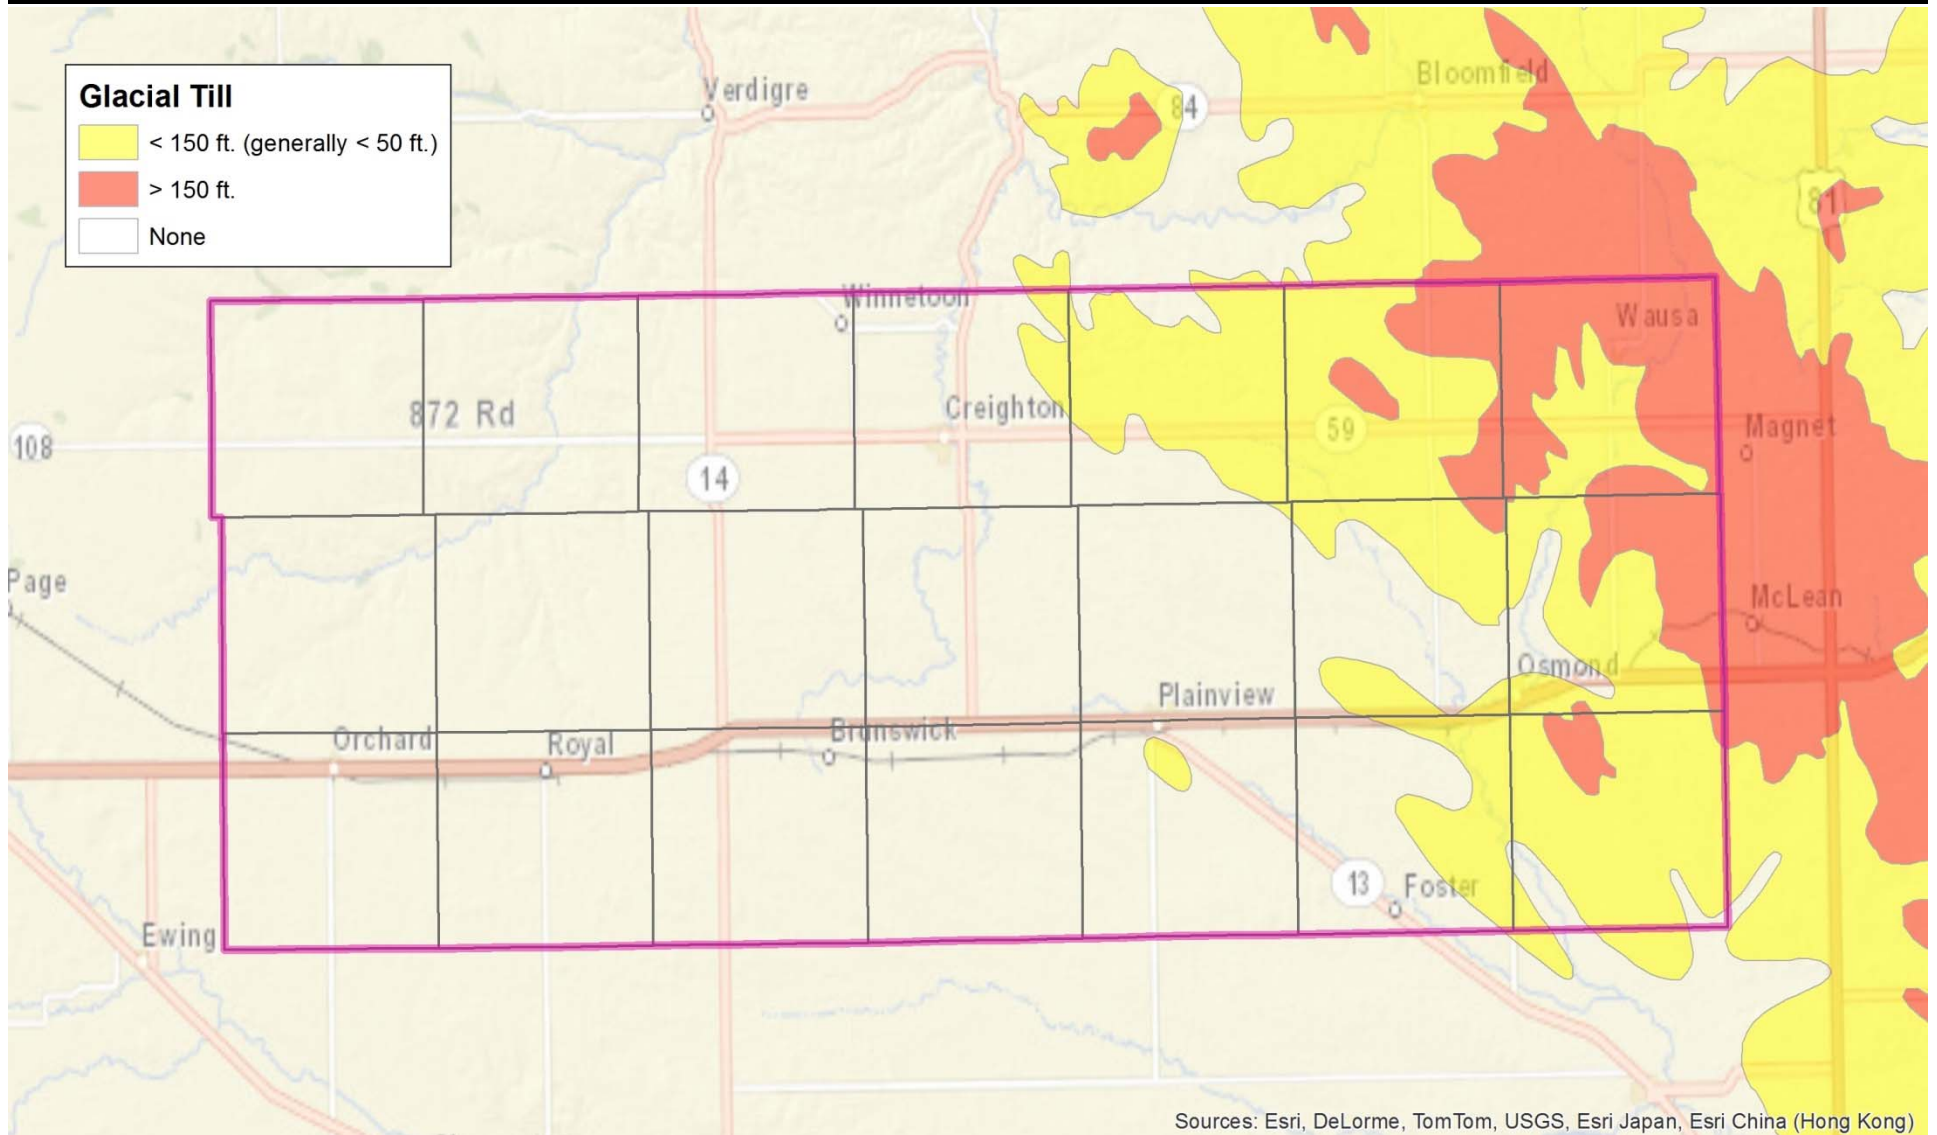 Glacial Till
< 150 ft. (generally < 50 ft.)
> 150 ft.
None
Verdigre
84
Bloomfield
81
Winnetoon
Wausa
872 Rd
Creighton
59
Magnet
108
14
Page
McLean
Osmond
Plainview
Orchard
Royal
Brunswick
13
Foster
Ewing
Sources: Esri, DeLorme, TomTom, USGS, Esri Japan, Esri China (Hong Kong)